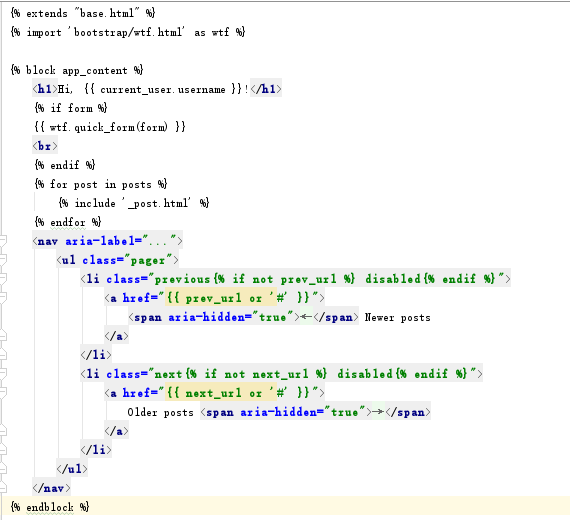 {% extends "base.html" %}
{% import 'bootstrap/wtf.html' as wtf %}
{% block app_content %}
<h1>Hi, {{ current_user.username }}!</h1>
{% if form %}
{{ wtf.quick_form(form) }}
<br>
{% endif %}
{% for post in posts %}
{% include '_post.html' %}
{% endfor %}
<nav aria-label="...">
<ul class="pager">
<li class="previous{% if not prev_url %} disabled{% endif %}">
<a href="{{ prev_url or '#' }}">
<span aria-hidden="true">←</span> Newer posts
</a>
</li>
<li class="next{% if not next_url %} disabled{% endif %}">
<a href="{{ next_url or '#' }}">
Older posts <span aria-hidden="true">→</span>
</a>
</li>
</ul>
</nav>
{% endblock %}